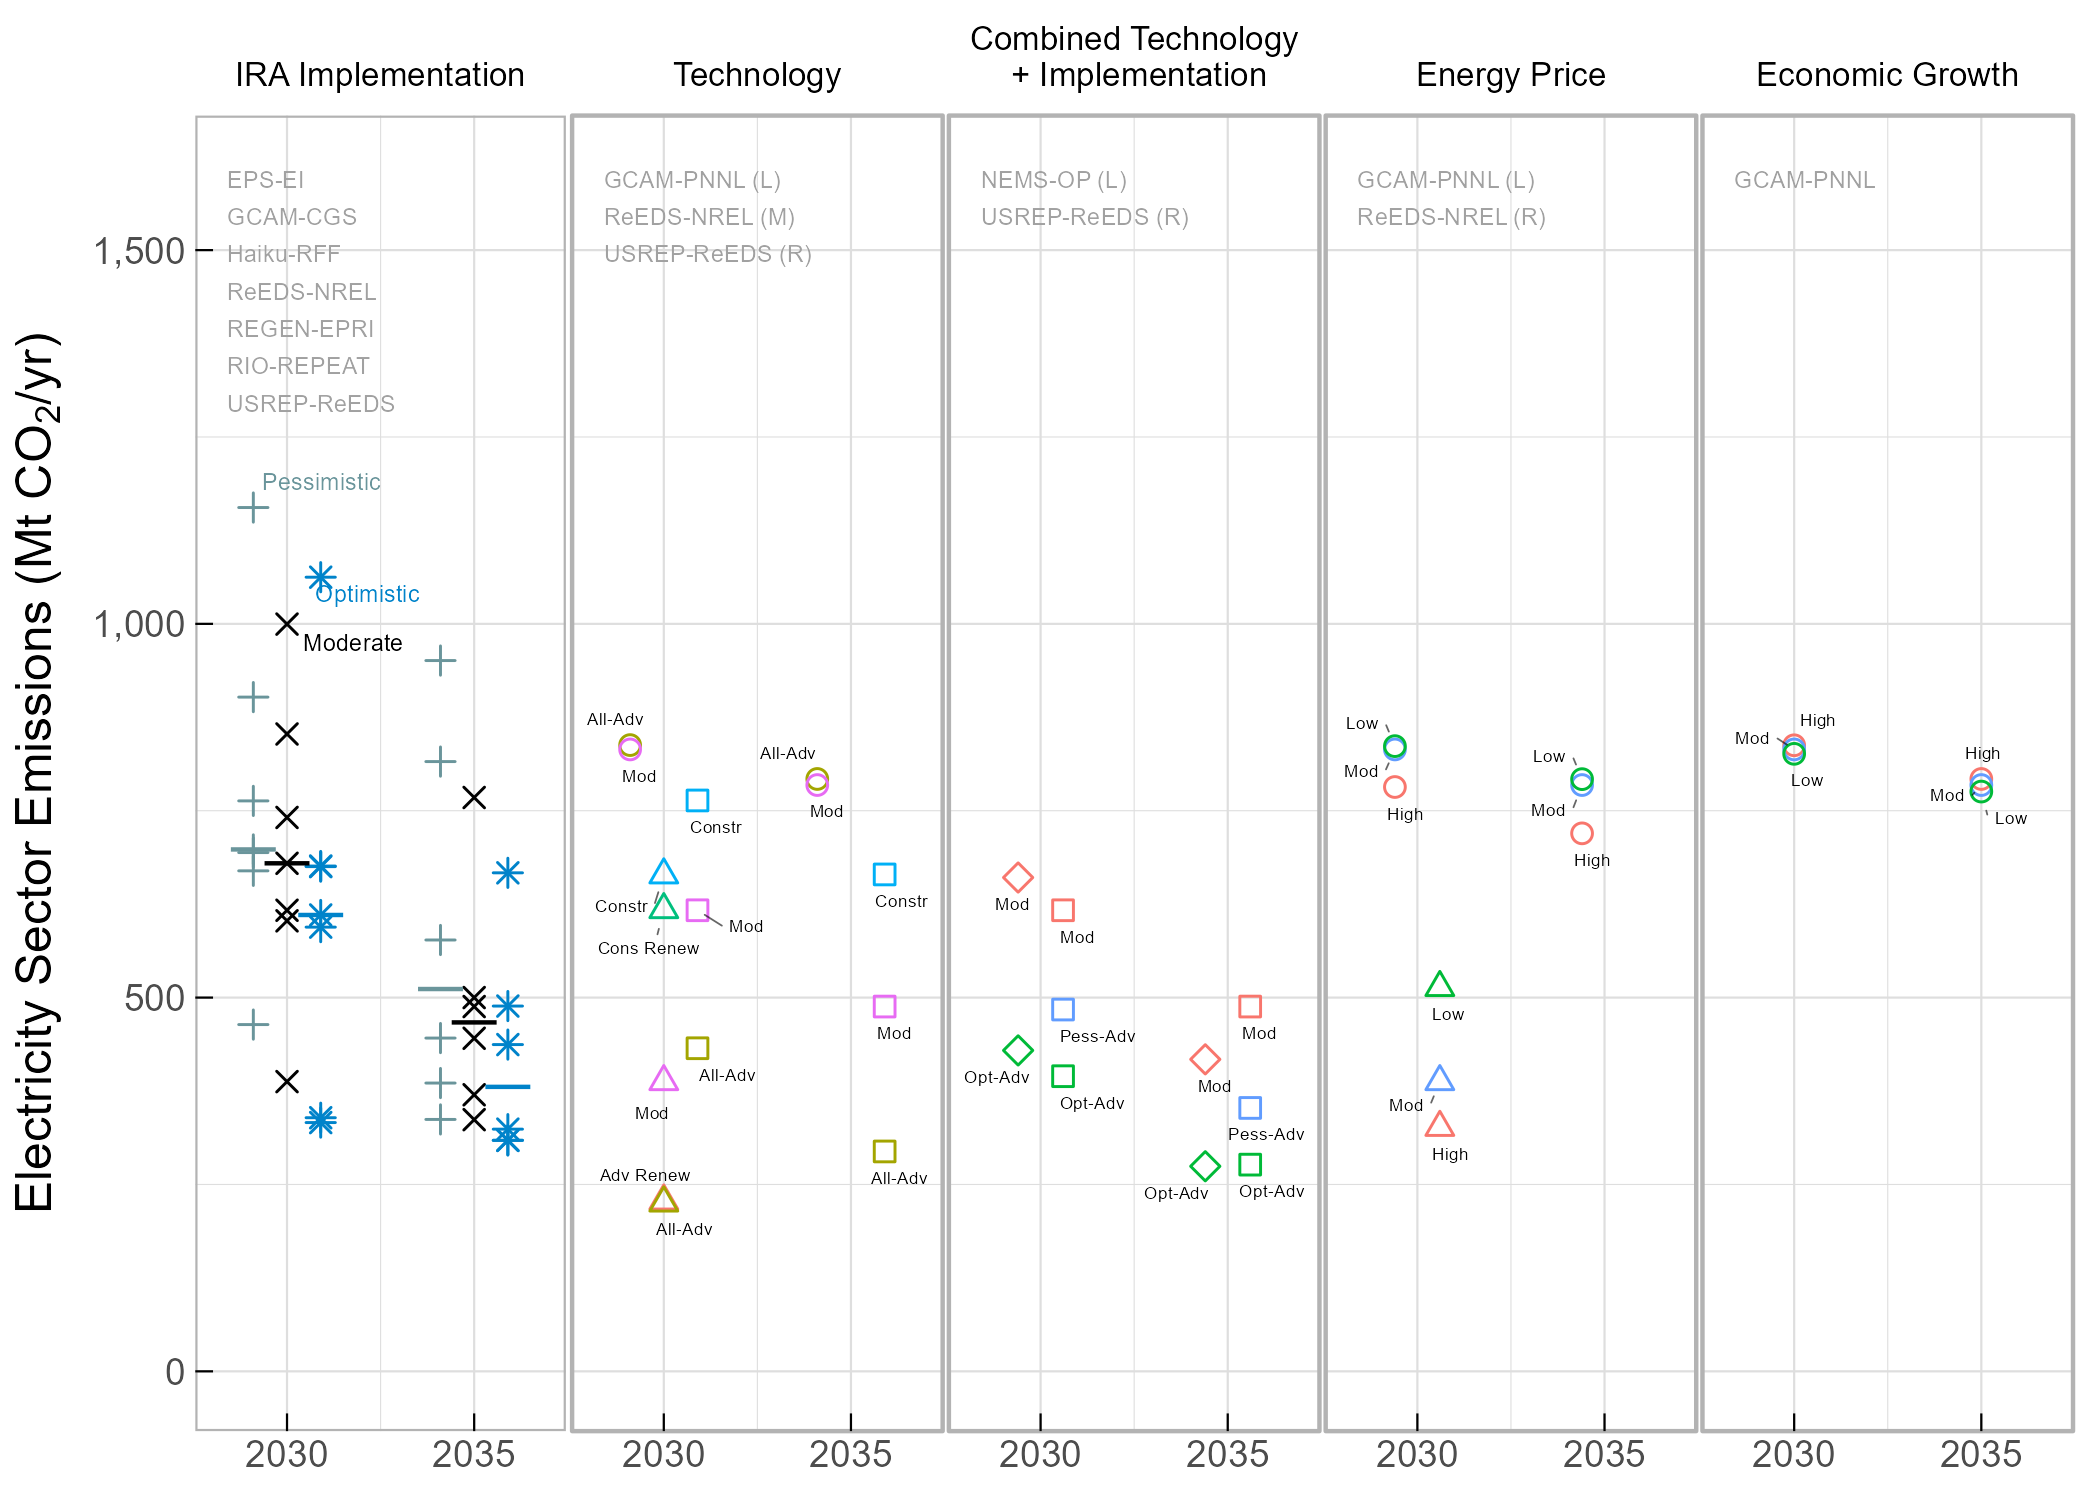 Combined Technology
IRA Implementation
Technology
+ Implementation
Energy Price
Economic Growth
Electricity Sector Emissions (Mt CO₂/yr)
1,500
1,000
500
0
EPS-EI
GCAM-CGS
Haiku-RFF
ReEDS-NREL
REGEN-EPRI
RIO-REPEAT
USREP-ReEDS
Pessimistic
Optimistic
Moderate
2030
2035
GCAM-PNNL (L)
ReEDS-NREL (M)
USREP-ReEDS (R)
All-Adv
Mod
All-Adv
Mod
Constr
Constr
Cons Renew
Mod
Constr
Mod
All-Adv
Mod
Adv Renew
All-Adv
All-Adv
2030
2035
NEMS-OP (L)
USREP-ReEDS (R)
Mod
Mod
Pess-Adv
Mod
Opt-Adv
Mod
Opt-Adv
Pess-Adv
Opt-Adv
Opt-Adv
2030
2035
GCAM-PNNL (L)
ReEDS-NREL (R)
Low
Mod
High
Low
Mod
High
Low
Mod
High
2030
2035
GCAM-PNNL
High
Mod
Low
High
Mod
Low
2030
2035